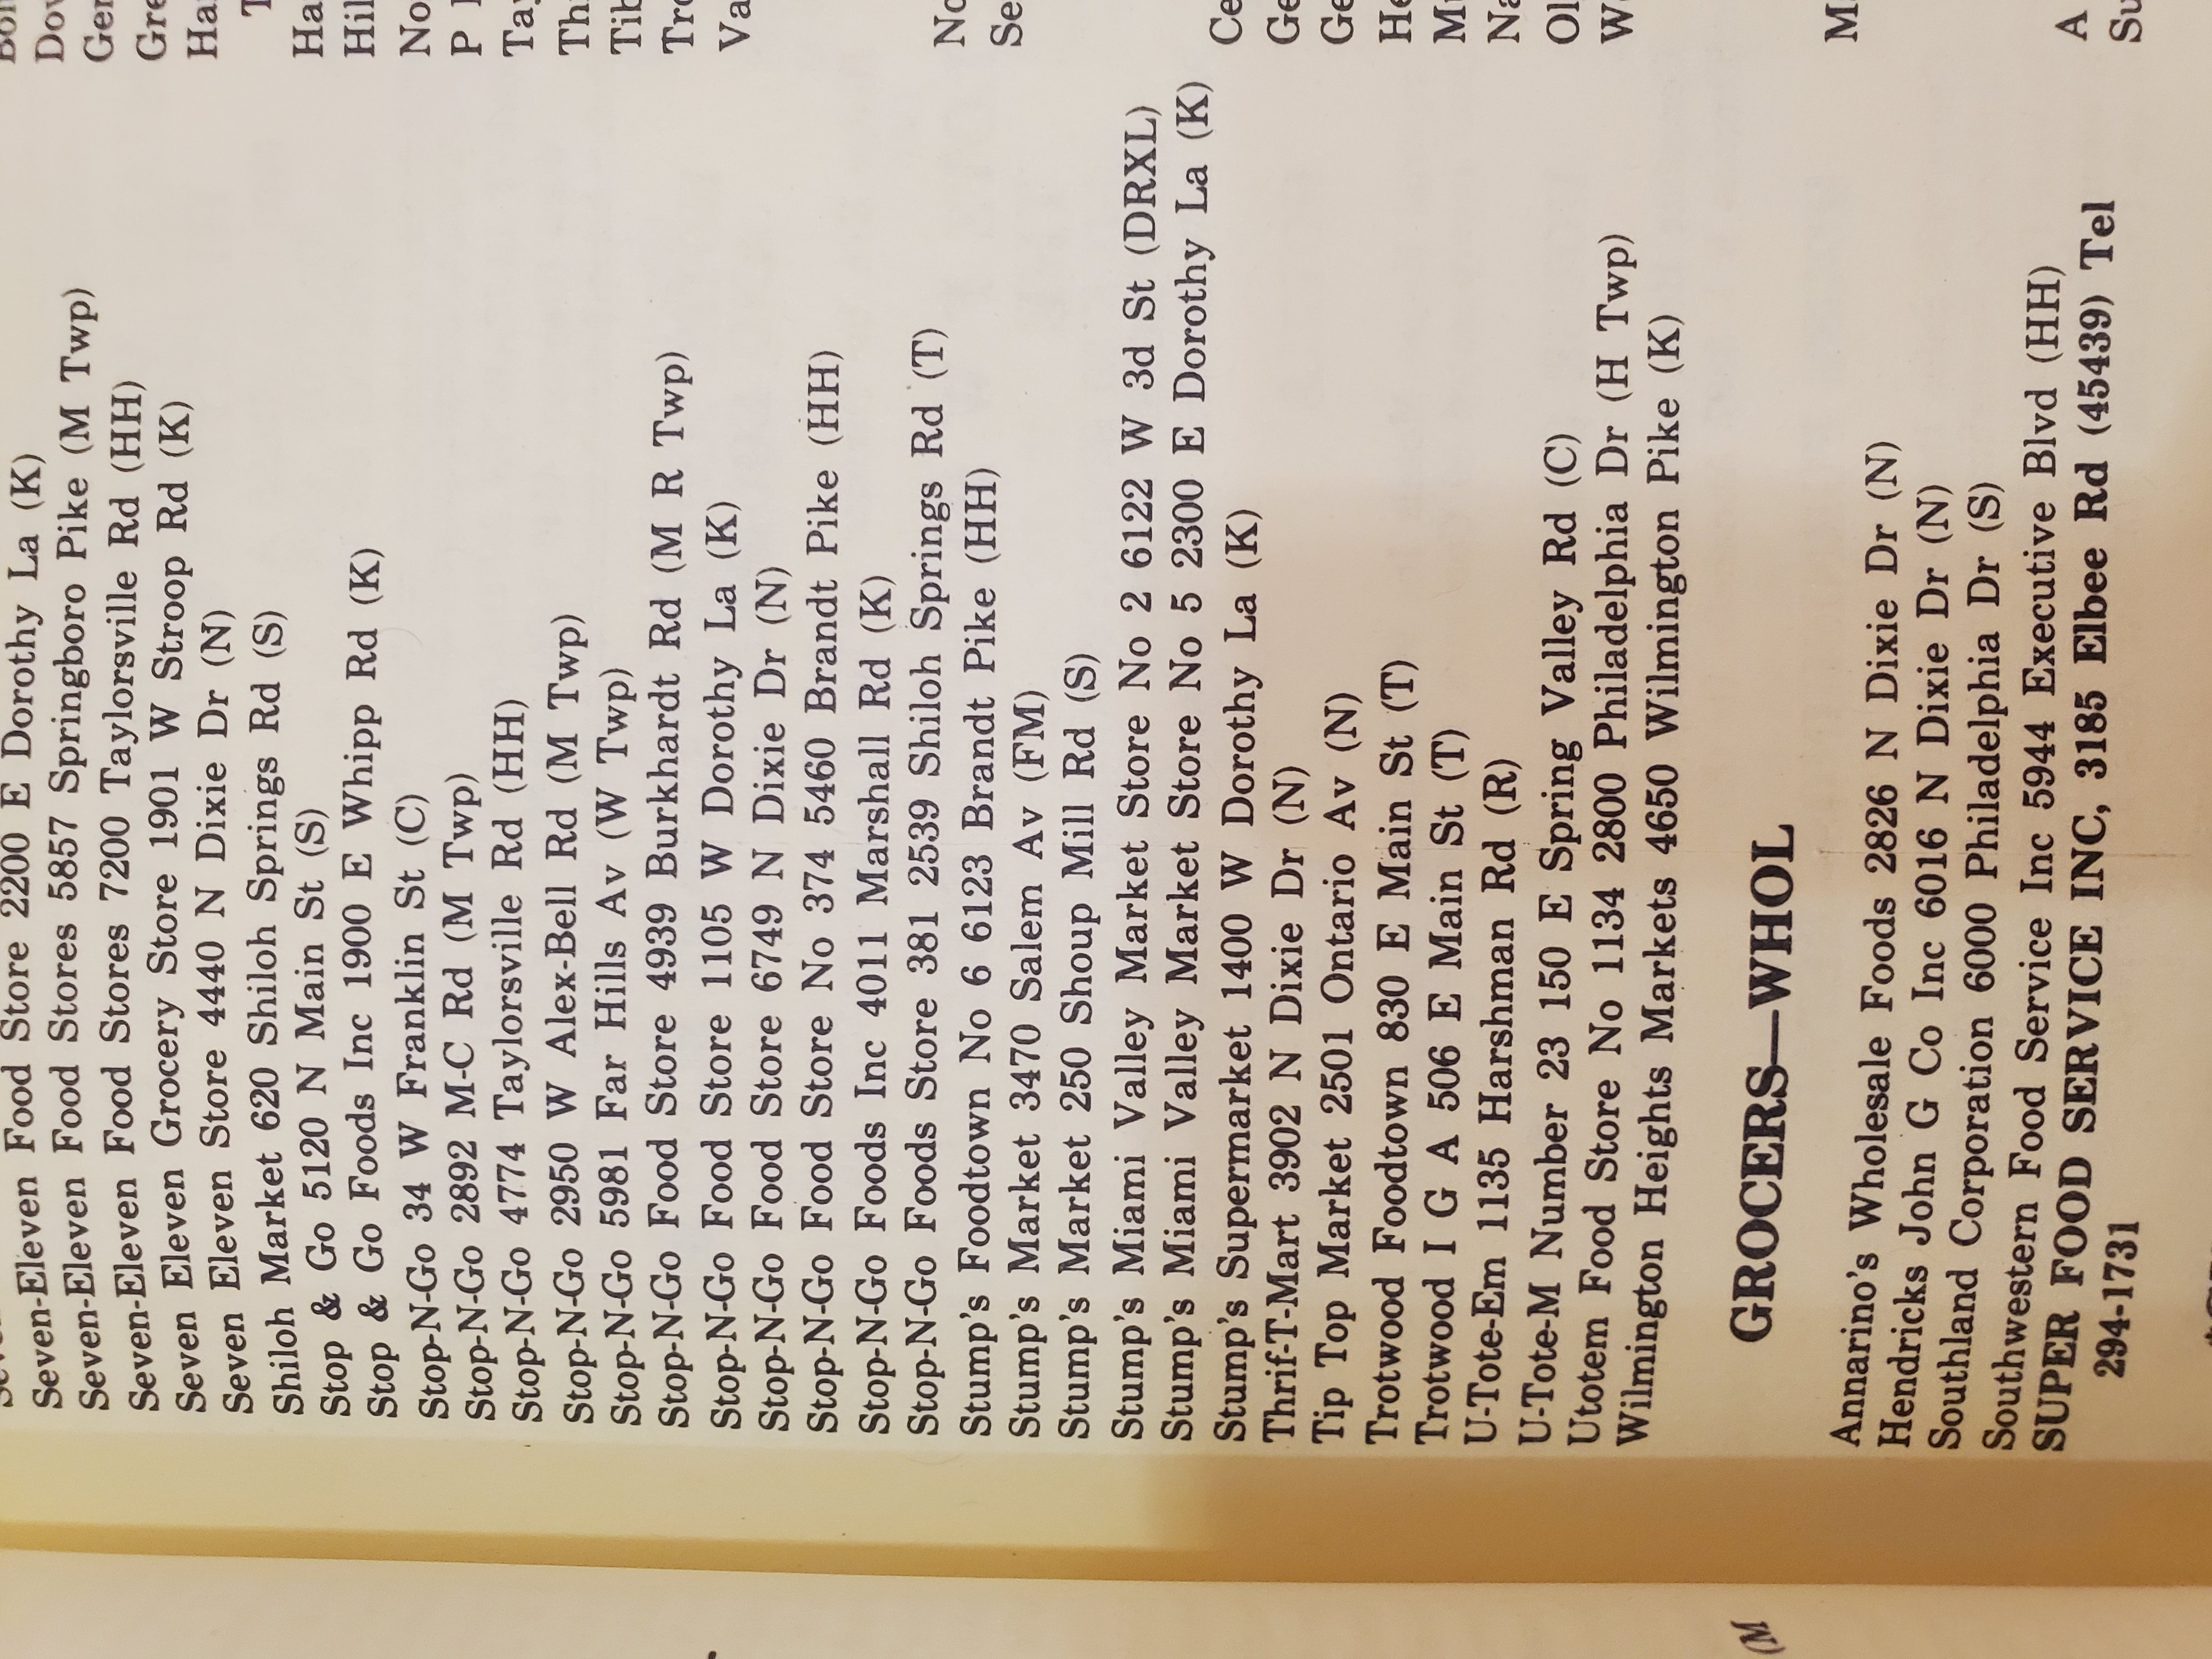 Seven-Eleven Food Store 2200 E Dorothy La (K)
Seven-Eleven Food Stores 5857 Springboro Pike (M Twp)
Seven-Eleven Food Stores 7200 Taylorsville Rd (HH)
Seven Eleven Grocery Store 1901 W Stroop Rd (K)
Seven Eleven Store 4440 N Dixie Dr (N)
Shiloh Market 620 Shiloh Springs Rd (S)
Stop & Go 5120 N Main St (S)
Stop & Go Foods Inc 1900 E Whipp Rd (K)
Stop-N-Go 34 W Franklin St (C)
Stop-N-Go 2892 M-C Rd (M Twp)
Stop-N-Go 4774 Taylorsville Rd (HH)
Stop-N-Go 2950 W Alex-Bell Rd (M Twp)
Stop-N-Go 5981 Far Hills Av (W Twp)
Stop-N-Go Food Store 4939 Burkhardt Rd (M R Twp)
Stop-N-Go Food Store 1105 W Dorothy La (K)
Stop-N-Go Food Store 6749 N Dixie Dr (N)
Stop-N-Go Food Store No 374 5460 Brandt Pike (HH)
Stop-N-Go Foods Inc 4011 Marshall Rd (K)
Stop-N-Go Foods Store 381 2539 Shiloh Springs Rd (T)
Stump's Foodtown No 6 6123 Brandt Pike (HH)
Stump's Market 3470 Salem Av (FM)
Stump's Market 250 Shoup Mill Rd (S)
Stump's Miami Valley Market Store No 2 6122 W 3d St (DRXL)
Stump's Miami Valley Market Store No 5 2300 E Dorothy La (K)
Stump's Supermarket 1400 W Dorothy La (K)
Thrif-T-Mart 3902 N Dixie Dr (N)
Tip Top Market 2501 Ontario Av (N)
Trotwood Foodtown 830 E Main St (T)
Trotwood I G A 506 E Main St (T)
U-Tote-Em 1135 Harshman Rd (R)
U-Tote-M Number 23 150 E Spring Valley Rd (C)
Utotem Food Store No 1134 2800 Philadelphia Dr (H Twp)
Wilmington Heights Markets 4650 Wilmington Pike (K)
GROCERS—WHOL
Annarino's Wholesale Foods 2826 N Dixie Dr (N)
Hendricks John G Co Inc 6016 N Dixie Dr (N)
Southland Corporation 6000 Philadelphia Dr (S)
Southwestern Food Service Inc 5944 Executive Blvd (HH)
SUPER FOOD SERVICE INC, 3185 Elbee Rd (45439) Tel
294-1731